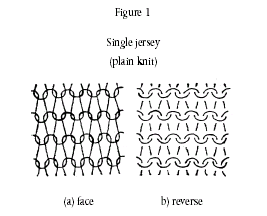 Figure 1
Single jersey
(plain knit)
(a) face
b) reverse